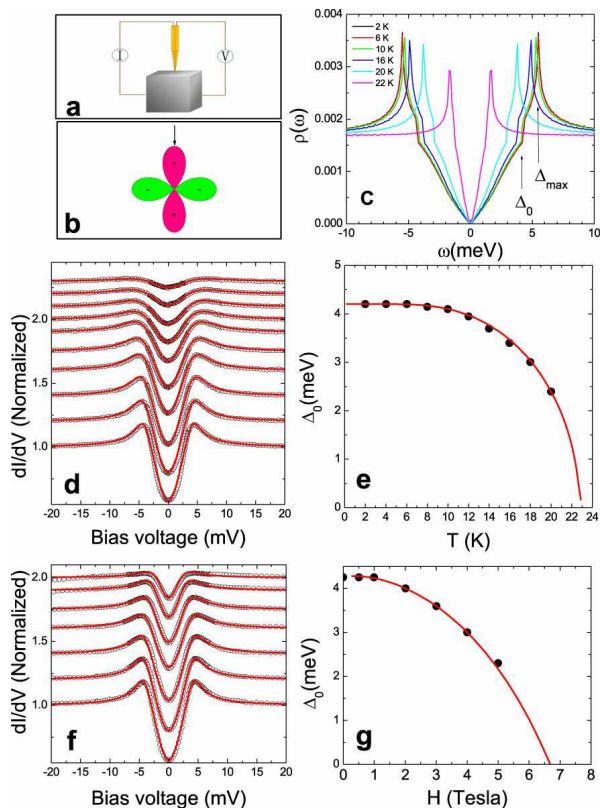 I
V
a
+
-
-
+
b
ρ(ω)
0.004
0.003
0.002
0.001
0.000
2 K
6 K
10 K
16 K
20 K
22 K
Δmax
Δ0
c
-10 -5 0 5 10
ω(meV)
dI/dV (Normalized)
2.0
1.5
1.0
d
-20 -15 -10 -5 0 5 10 15 20
Bias voltage (mV)
Δ0(meV)
5
4
3
2
1
0
e
0 2 4 6 8 10 12 14 16 18 20 22 24
T (K)
dI/dV (Normalized)
2.0
1.5
1.0
f
-20 -15 -10 -5 0 5 10 15 20
Bias voltage (mV)
Δ0(meV)
4
3
2
1
0
g
0 1 2 3 4 5 6 7 8
H (Tesla)